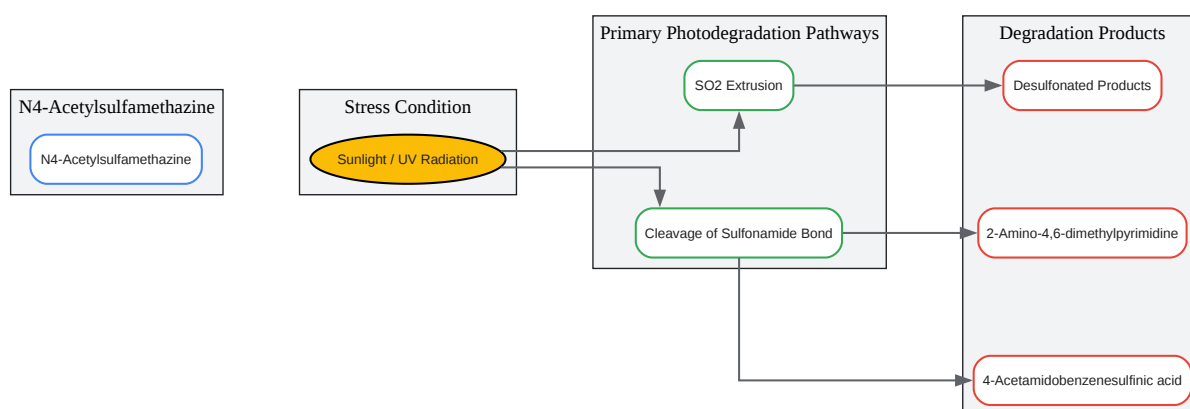 N4-Acetylsulfamethazine
N4-Acetylsulfamethazine
Stress Condition
Sunlight / UV Radiation
Primary Photodegradation Pathways
SO2 Extrusion
Cleavage of Sulfonamide Bond
Degradation Products
Desulfonated Products
2-Amino-4,6-dimethylpyrimidine
4-Acetamidobenzenesulfinic acid